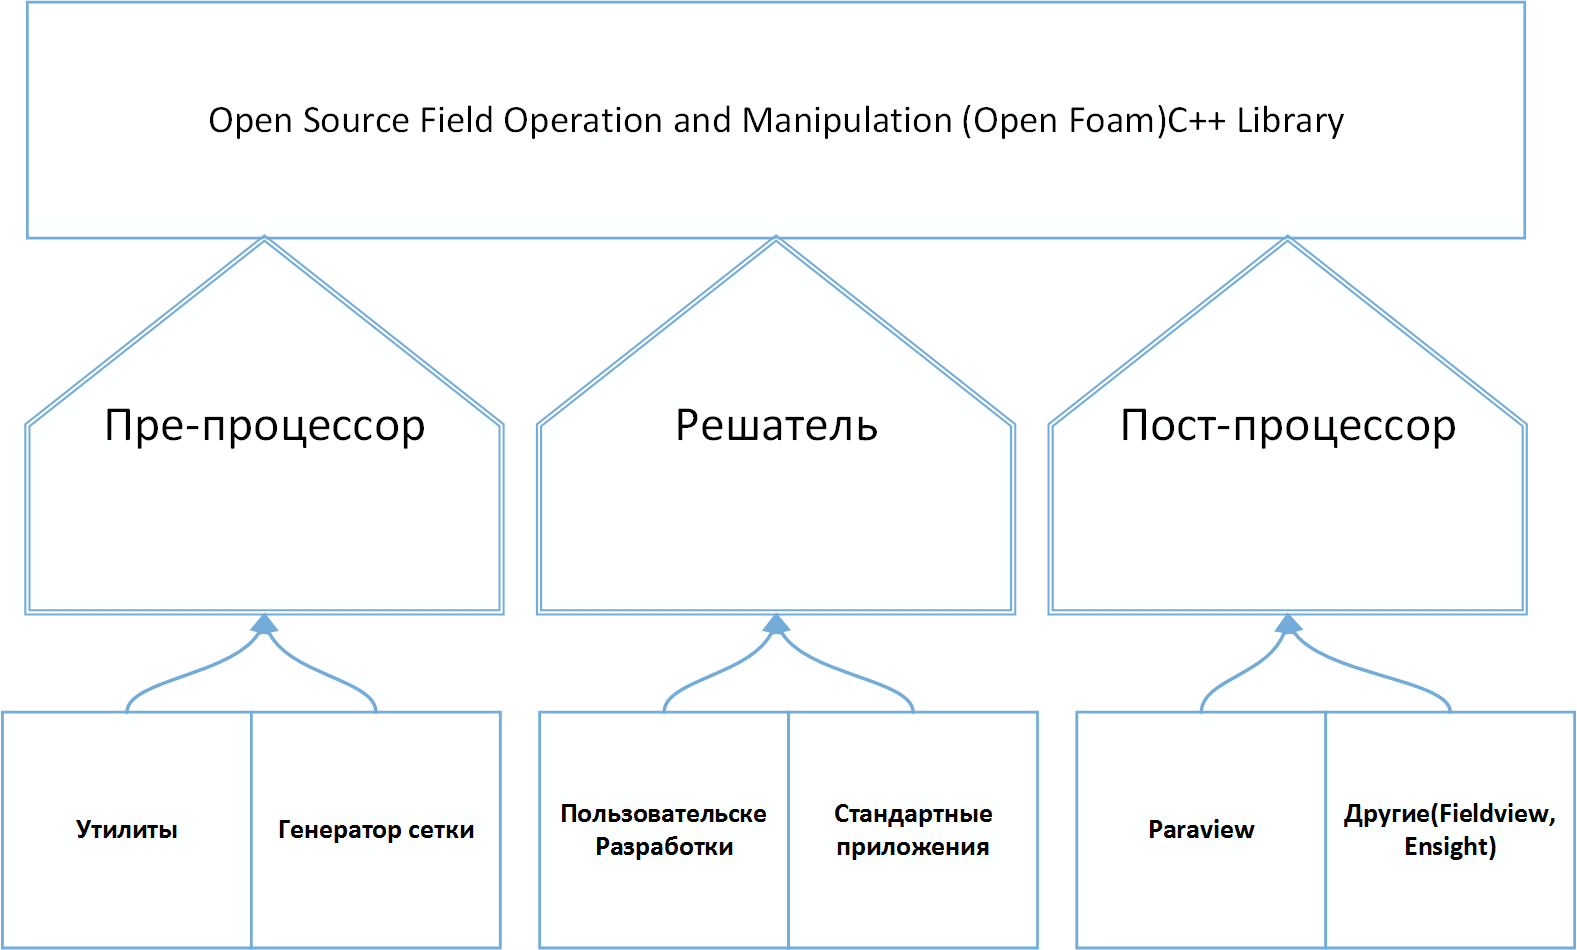 Open Source Field Operation and Manipulation (Open Foam)C++ Library
Пре-процессор
Решатель
Пост-процессор
Утилиты
Генератор сетки
Пользовательске
Разработки
Стандартные
приложения
Paraview
Другие(Fieldview,
Ensight)